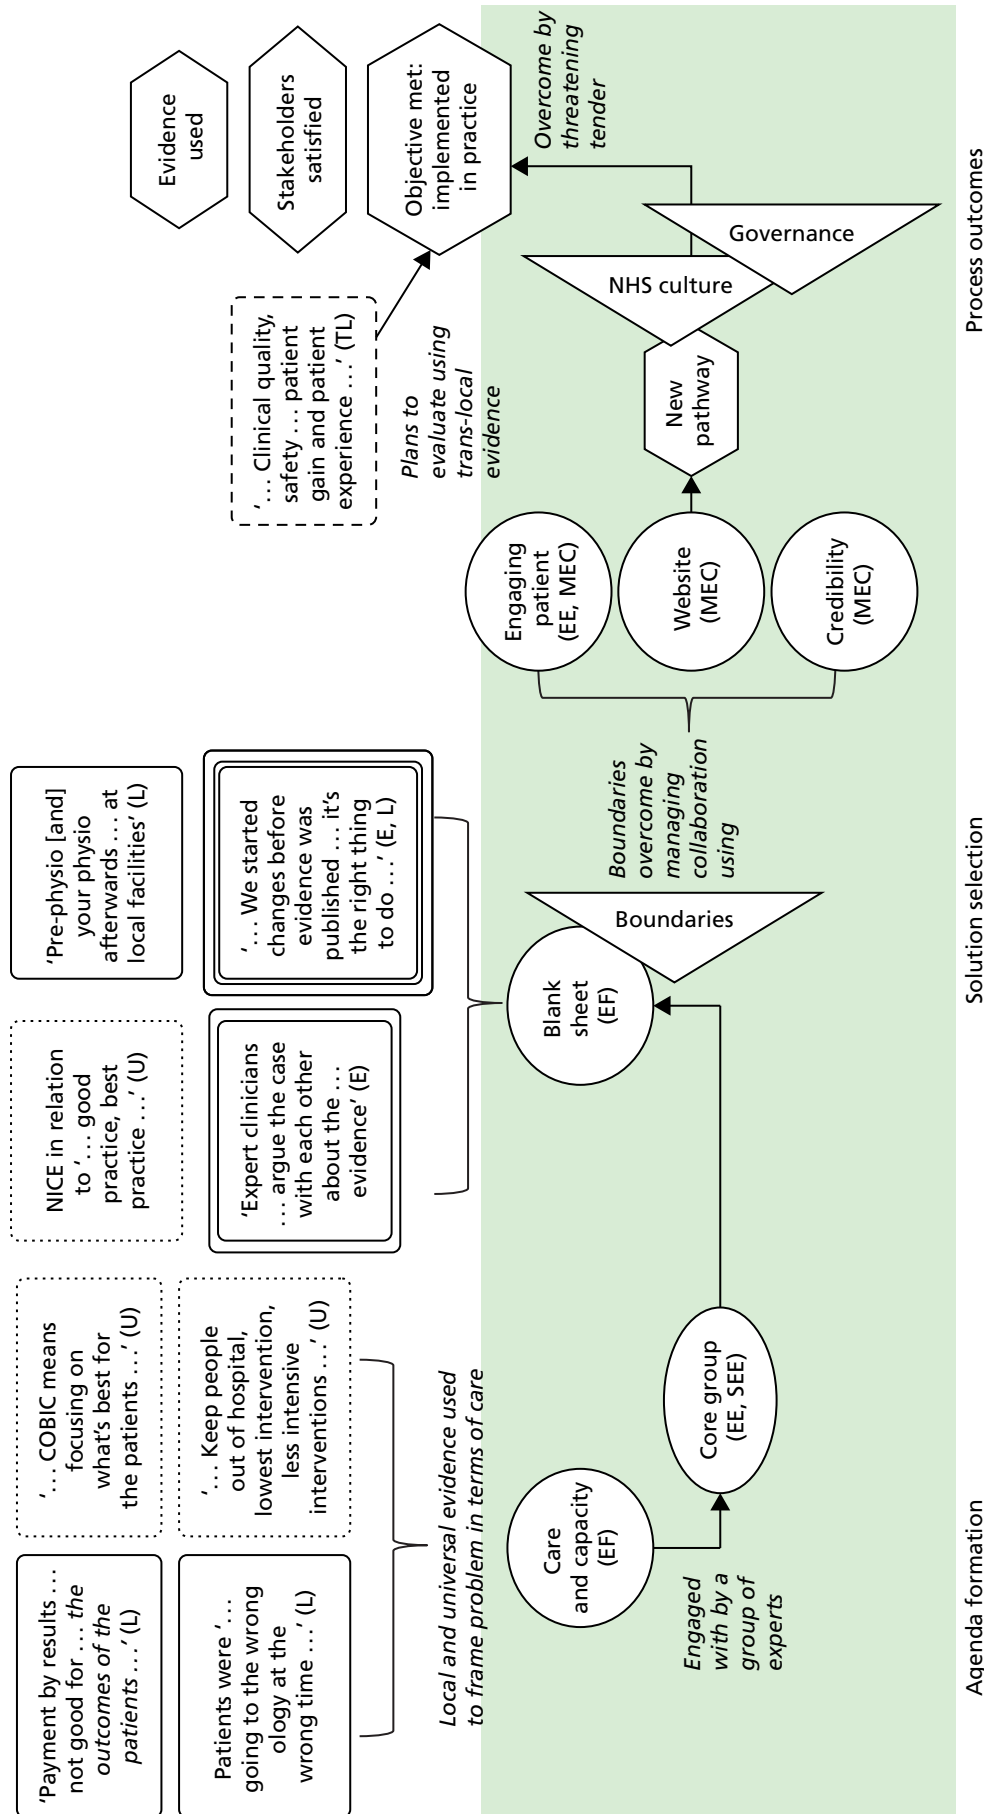 'Payment by results …
not good for … the
outcomes of the
patients …' (L)
'… COBIC means
focusing on
what's best for
the patients …' (U)
NICE in relation
to '… good
practice, best
practice …' (U)
'Pre-physio [and]
your physio
afterwards … at
local facilities' (L)
Patients were '…
going to the wrong
ology at the
wrong time …' (L)
'… Keep people
out of hospital,
lowest intervention,
less intensive
interventions …' (U)
'Expert clinicians
… argue the case
with each other
about the …
evidence' (E)
'… We started
changes before
evidence was
published … it's
the right thing
to do …' (E, L)
Local and universal evidence used
to frame problem in terms of care
'… Clinical quality,
safety … patient
gain and patient
experience …' (TL)
Plans to
evaluate using
trans-local
evidence
Evidence
used
Stakeholders
satisfied
Objective met:
implemented
in practice
Overcome by
threatening
tender
Care
and capacity
(EF)
Engaged
with by a
group of
experts
Core group
(EE, SEE)
Blank
sheet
(EF)
Boundaries
Boundaries
overcome by
managing
collaboration
using
Engaging
patient
(EE, MEC)
Website
(MEC)
Credibility
(MEC)
New
pathway
NHS culture
Governance
Agenda formation
Solution selection
Process outcomes